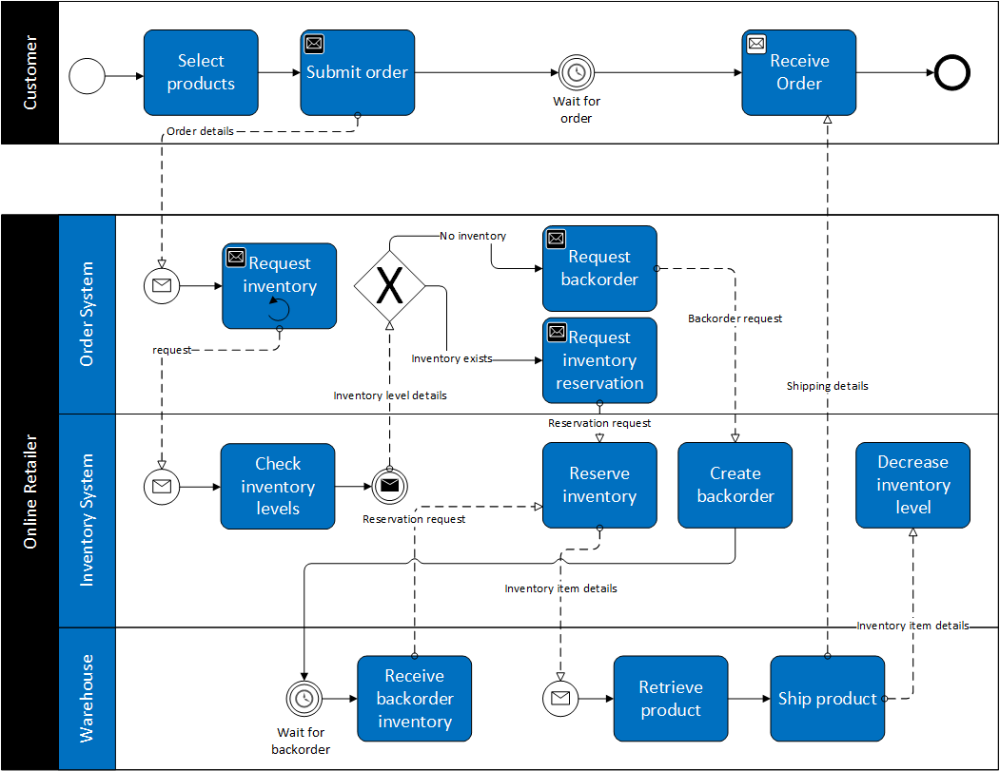 Customer
Select
products
Submit order
Wait for
order
Receive
Order
Order details
Online Retailer
Order System
Request
inventory
No inventory
X
Request
backorder
Backorder request
request
Inventory exists
Request
inventory
reservation
Inventory level details
Shipping details
Reservation request
Inventory System
Check
inventory
levels
Reservation request
Reserve
inventory
Create
backorder
Decrease
inventory
level
Inventory item details
Inventory item details
Warehouse
Wait for
backorder
Receive
backorder
inventory
Retrieve
product
Ship product